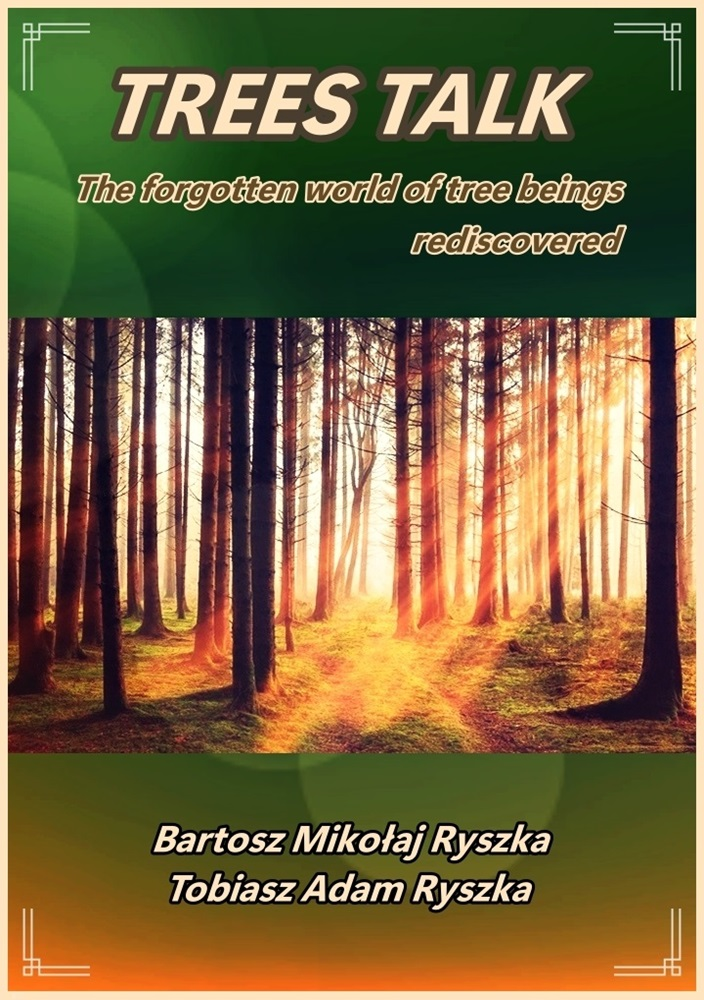 TREES TALK
The forgotten world of tree beings
rediscovered
Bartosz Mikołaj Ryszka
Tobiasz Adam Ryszka